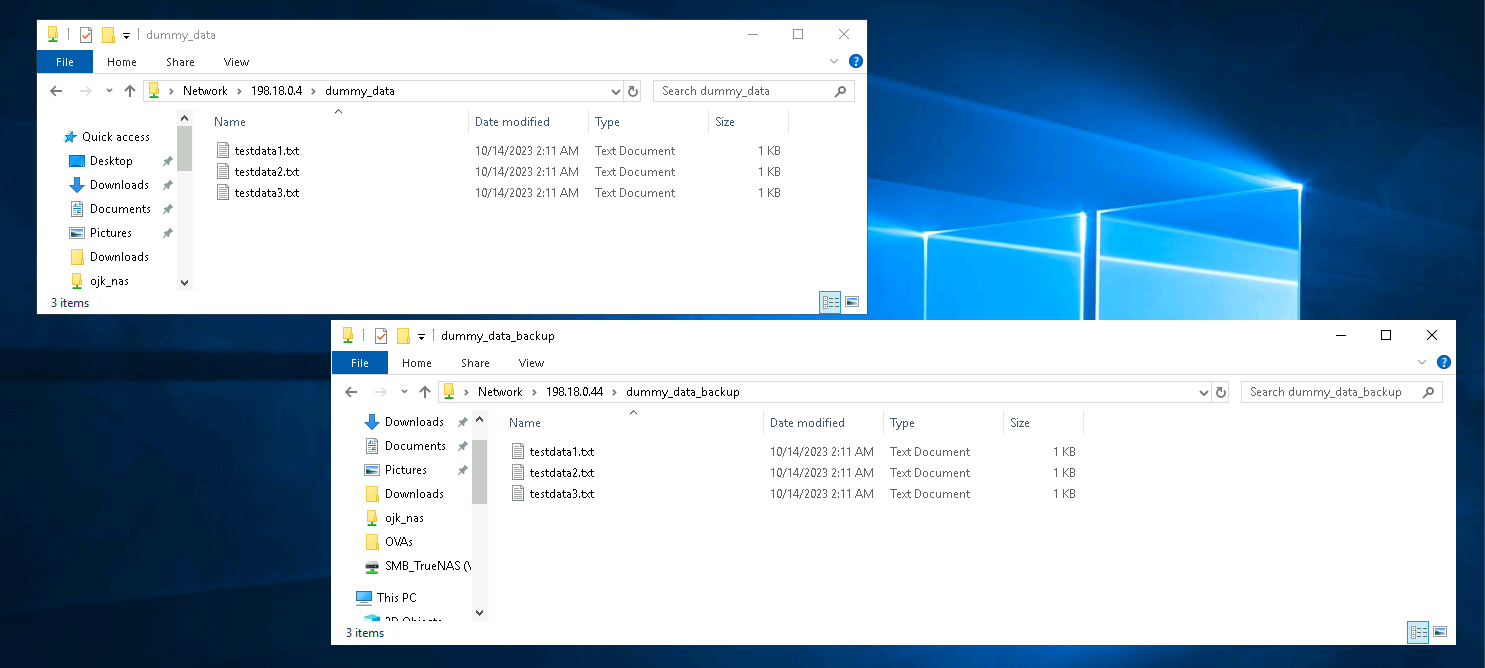 dummy_data
File Home Share View
Network 198.18.0.4 dummy_data Search dummy_data
Name Date modified Type Size
Quick access
Desktop
Downloads
Documents
Pictures
Downloads
ojk_nas
testdata1.txt 10/14/2023 2:11 AM Text Document 1 KB
testdata2.txt 10/14/2023 2:11 AM Text Document 1 KB
testdata3.txt 10/14/2023 2:11 AM Text Document 1 KB
3 items
dummy_data_backup
File Home Share View
Network 198.18.0.44 dummy_data_backup Search dummy_data_backup
Name Date modified Type Size
Downloads
Documents
Pictures
Downloads
ojk_nas
OVAs
SMB_TrueNAS (\
This PC
3D Objects
testdata1.txt 10/14/2023 2:11 AM Text Document 1 KB
testdata2.txt 10/14/2023 2:11 AM Text Document 1 KB
testdata3.txt 10/14/2023 2:11 AM Text Document 1 KB
3 items